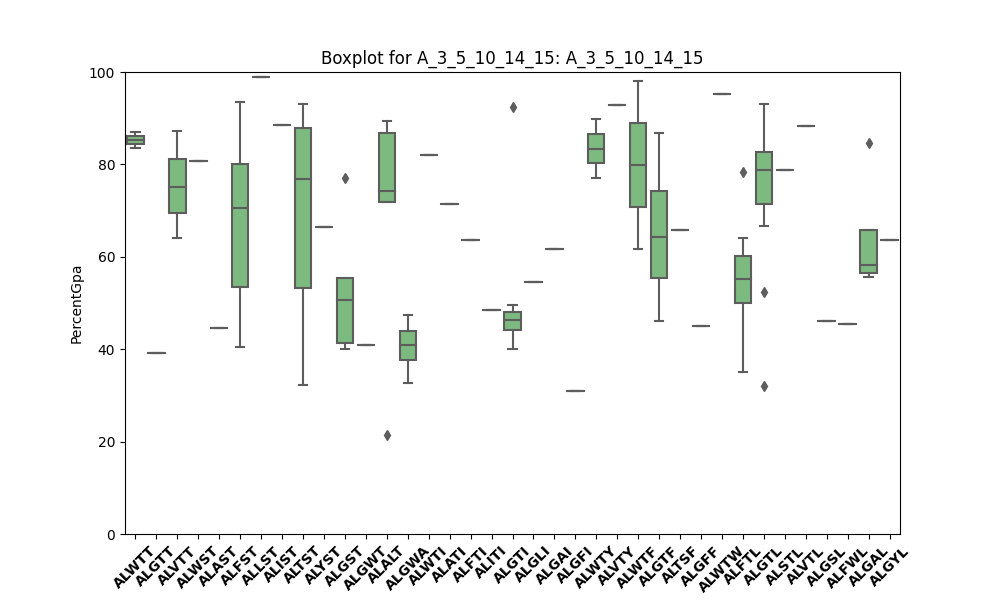 Boxplot for A_3_5_10_14_15: A_3_5_10_14_15
100
80
60
40
20
0
PercentGpa
ALWTT
ALGTT
ALVTT
ALWST
ALAST
ALFST
ALLST
ALIST
ALTST
ALYST
ALGST
ALGWT
ALALT
ALGWA
ALWTI
ALATI
ALFTI
ALITI
ALGTI
ALGLI
ALGAI
ALGFI
ALWTY
ALVTY
ALWTF
ALGTF
ALTSF
ALGFF
ALWTW
ALFTL
ALGTL
ALSTL
ALVTL
ALGSL
ALFWL
ALGAL
ALGYL